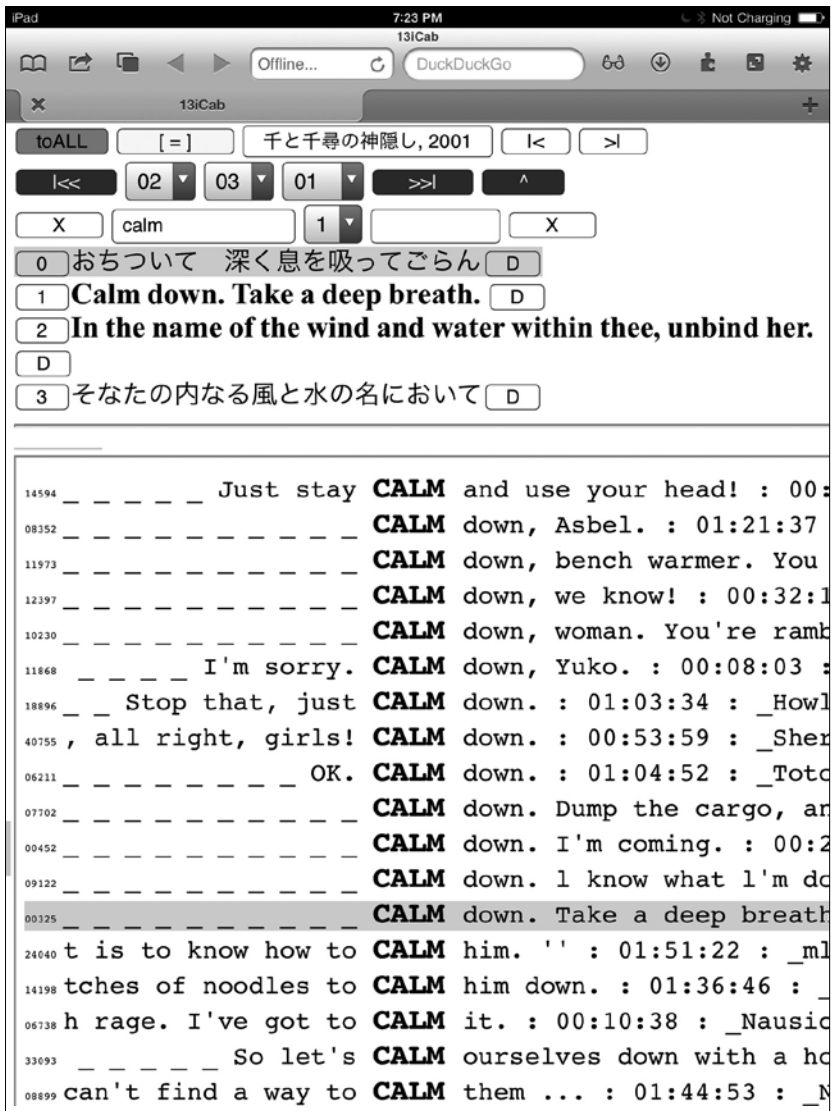 iPad 7:23 PM Not Charging
13iCab
Offline... DuckDuckGo
13iCab
toALL [ = ] 千と千尋の神隠し, 2001 |< >|
|<< 02 03 01 >>| ^
X calm 1 X
0 おちついて 深く息を吸ってごらん D
1 Calm down. Take a deep breath. D
2 In the name of the wind and water within thee, unbind her.
D
3 そなたの内なる風と水の名において D
14594 _ _ _ _ _ Just stay CALM and use your head! : 00:
08352 _ _ _ _ _ _ _ _ _ _ CALM down, Asbel. : 01:21:37
11973 _ _ _ _ _ _ _ _ _ _ CALM down, bench warmer. You
12397 _ _ _ _ _ _ _ _ _ _ CALM down, we know! : 00:32:1
10230 _ _ _ _ _ _ _ _ _ _ CALM down, woman. You're ramb
11868 _ _ _ _ I'm sorry. CALM down, Yuko. : 00:08:03 :
18896 _ _ Stop that, just CALM down. : 01:03:34 : _Howl
40755 , all right, girls! CALM down. : 00:53:59 : _Sher
06211 _ _ _ _ _ _ _ _ OK. CALM down. : 01:04:52 : _Toto
07702 _ _ _ _ _ _ _ _ _ _ CALM down. Dump the cargo, an
00452 _ _ _ _ _ _ _ _ _ _ CALM down. I'm coming. : 00:2
09122 _ _ _ _ _ _ _ _ _ _ CALM down. l know what l'm do
00325 _ _ _ _ _ _ _ _ _ _ CALM down. Take a deep breath
24040 t is to know how to CALM him. '' : 01:51:22 : _ml
14198 tches of noodles to CALM him down. : 01:36:46 : _
06738 h rage. I've got to CALM it. : 00:10:38 : _Nausic
33093 _ _ _ _ _ So let's CALM ourselves down with a ho
08899 can't find a way to CALM them ... : 01:44:53 : _N